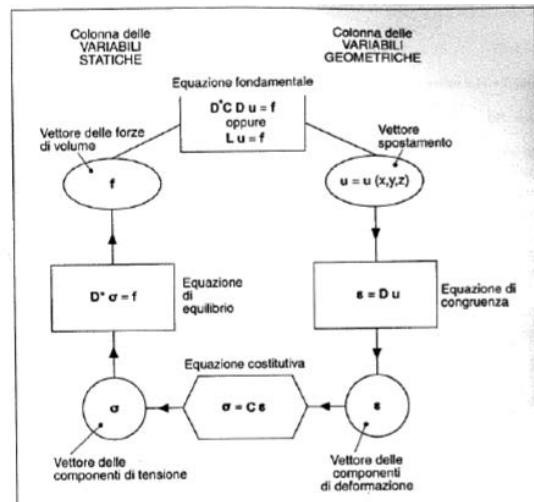 Colonna delle
VARIABILI
STATICHE
Colonna delle
VARIABILI
GEOMETRICHE
Equazione fondamentale
D*C D u = f
oppure
L u = f
Vettore delle forze
di volume
Vettore
spostamento
f
u = u (x,y,z)
D* σ = f
Equazione
di
equilibrio
ε = D u
Equazione di
congruenza
Equazione costitutiva
σ
σ = C ε
ε
Vettore delle
componenti di tensione
Vettore delle
componenti
di deformazione